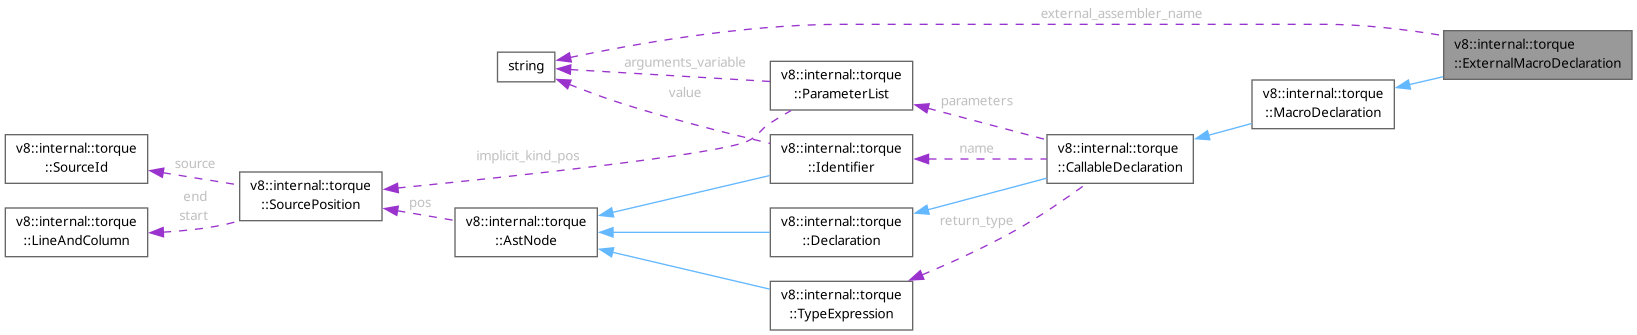 external_assembler_name
v8::internal::torque
::ExternalMacroDeclaration
string
arguments_variable
value
v8::internal::torque
::ParameterList
parameters
v8::internal::torque
::MacroDeclaration
v8::internal::torque
::SourceId
source
end
start
v8::internal::torque
::LineAndColumn
v8::internal::torque
::SourcePosition
implicit_kind_pos
pos
v8::internal::torque
::AstNode
v8::internal::torque
::Identifier
name
v8::internal::torque
::CallableDeclaration
v8::internal::torque
::Declaration
return_type
v8::internal::torque
::TypeExpression